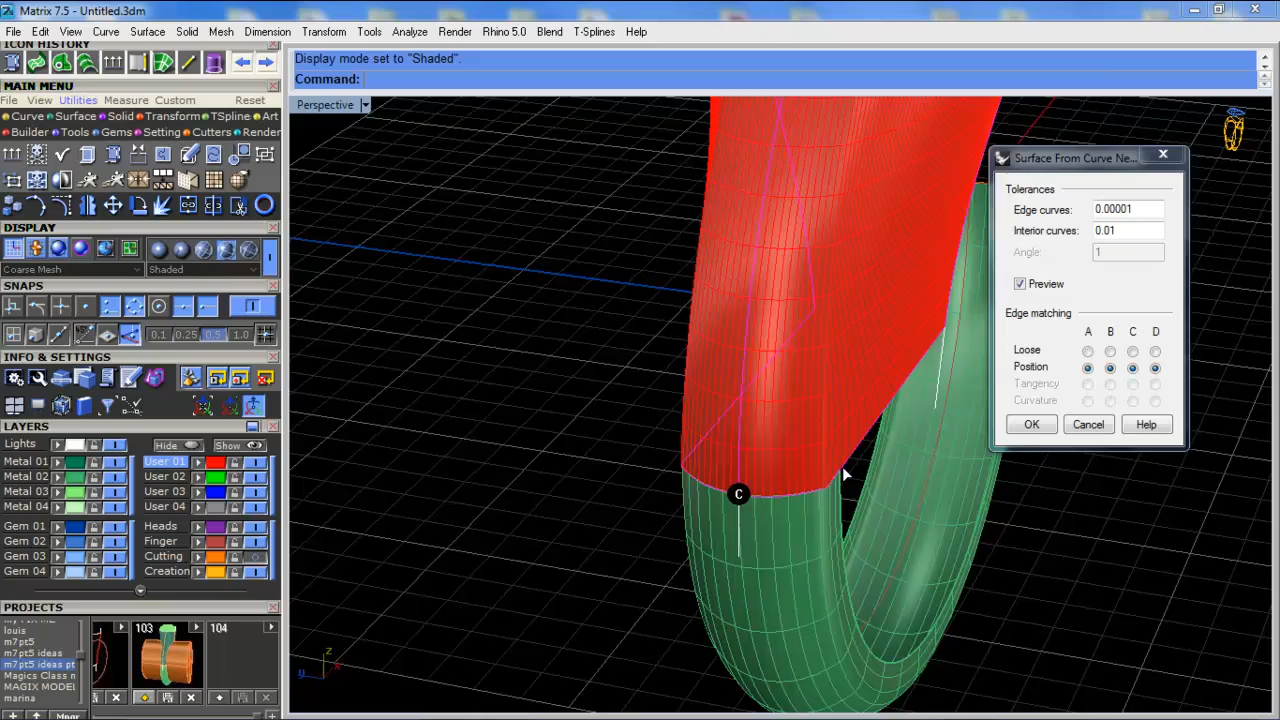 Matrix 7.5 - Untitled.3dm
File Edit View Curve Surface Solid Mesh Dimension Transform Tools Analyze Render Rhino 5.0 Blend T-Splines Help
ICON HISTORY
Display mode set to "Shaded".
Command:
MAIN MENU
File View Utilities Measure Custom Reset
Curve Surface Solid Transform TSpline Art
Builder Tools Gems Setting Cutters Render
Perspective
DISPLAY
Coarse Mesh Shaded
SNAPS
0.1 0.25 0.5 1.0
INFO & SETTINGS
LAYERS
Lights Hide Show
Metal 01 User 01
Metal 02 User 02
Metal 03 User 03
Metal 04 User 04
Gem 01 Heads
Gem 02 Finger
Gem 03 Cutting
Gem 04 Creation
PROJECTS
louis
m7pt5
m7pt5 ideas
m7pt5 ideas pt
Magics Class n
MAGIX MODEL
marina
103 104
Surface From Curve Ne...
Tolerances
Edge curves: 0.00001
Interior curves: 0.01
Angle: 1
Preview
Edge matching
A B C D
Loose
Position
Tangency
Curvature
OK Cancel Help
C
z
y x